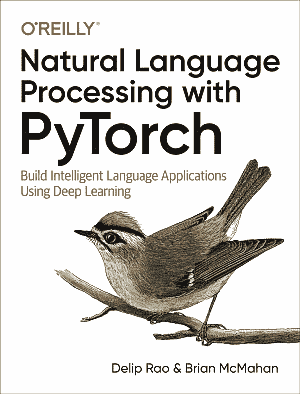 O'REILLY®
Natural Language
Processing with
PyTorch
Build Intelligent Language Applications
Using Deep Learning
Delip Rao & Brian McMahan